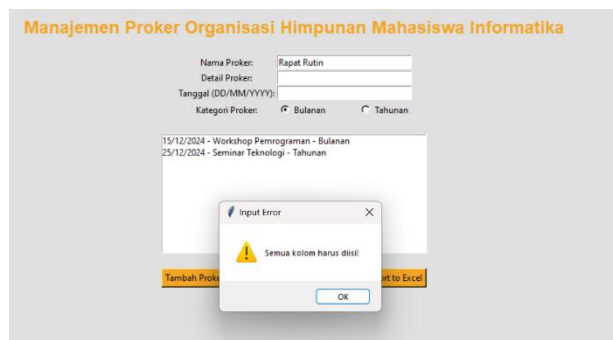 Manajemen Proker Organisasi Himpunan Mahasiswa Informatika
Nama Proker: Rapat Rutin
Detail Proker:
Tanggal (DD/MM/YYYY):
Kategori Proker: Bulanan Tahunan
15/12/2024 - Workshop Pemrograman - Bulanan
25/12/2024 - Seminar Teknologi - Tahunan
Input Error
Semua kolom harus diisi!
Tambah to Excel
OK